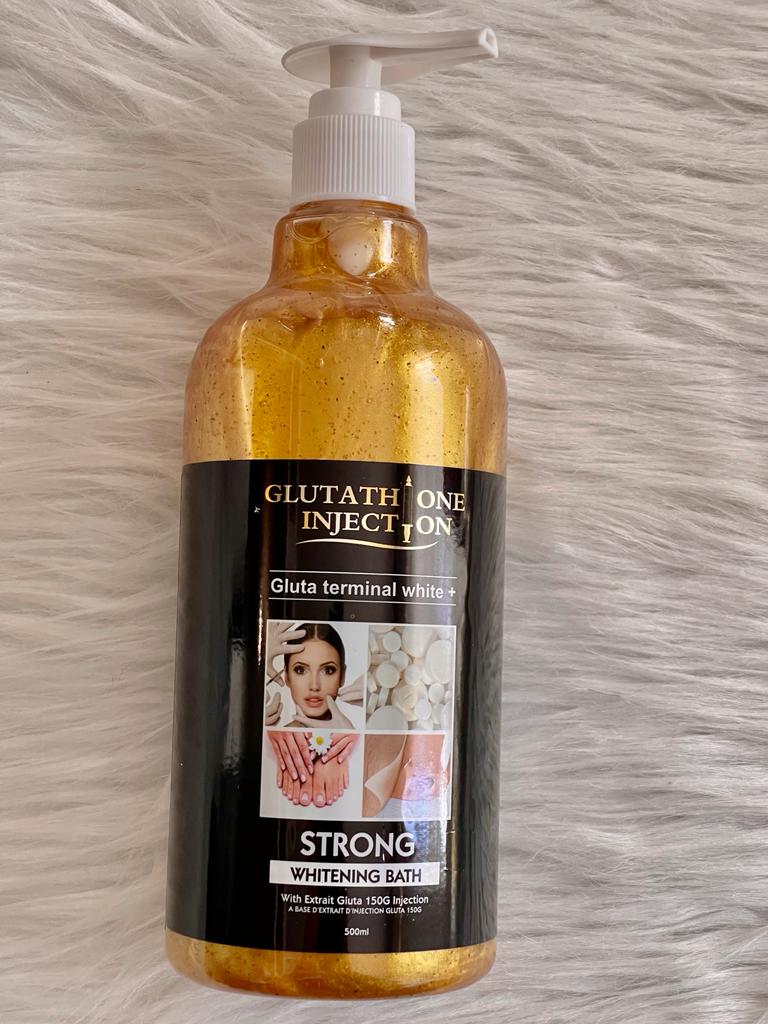 GLUTATHIONE
INJECTION
Gluta terminal white +
STRONG
WHITENING BATH
With Extrait Gluta 150G Injection
A BASE D'EXTRAIT D'INJECTION GLUTA 150G
500ml